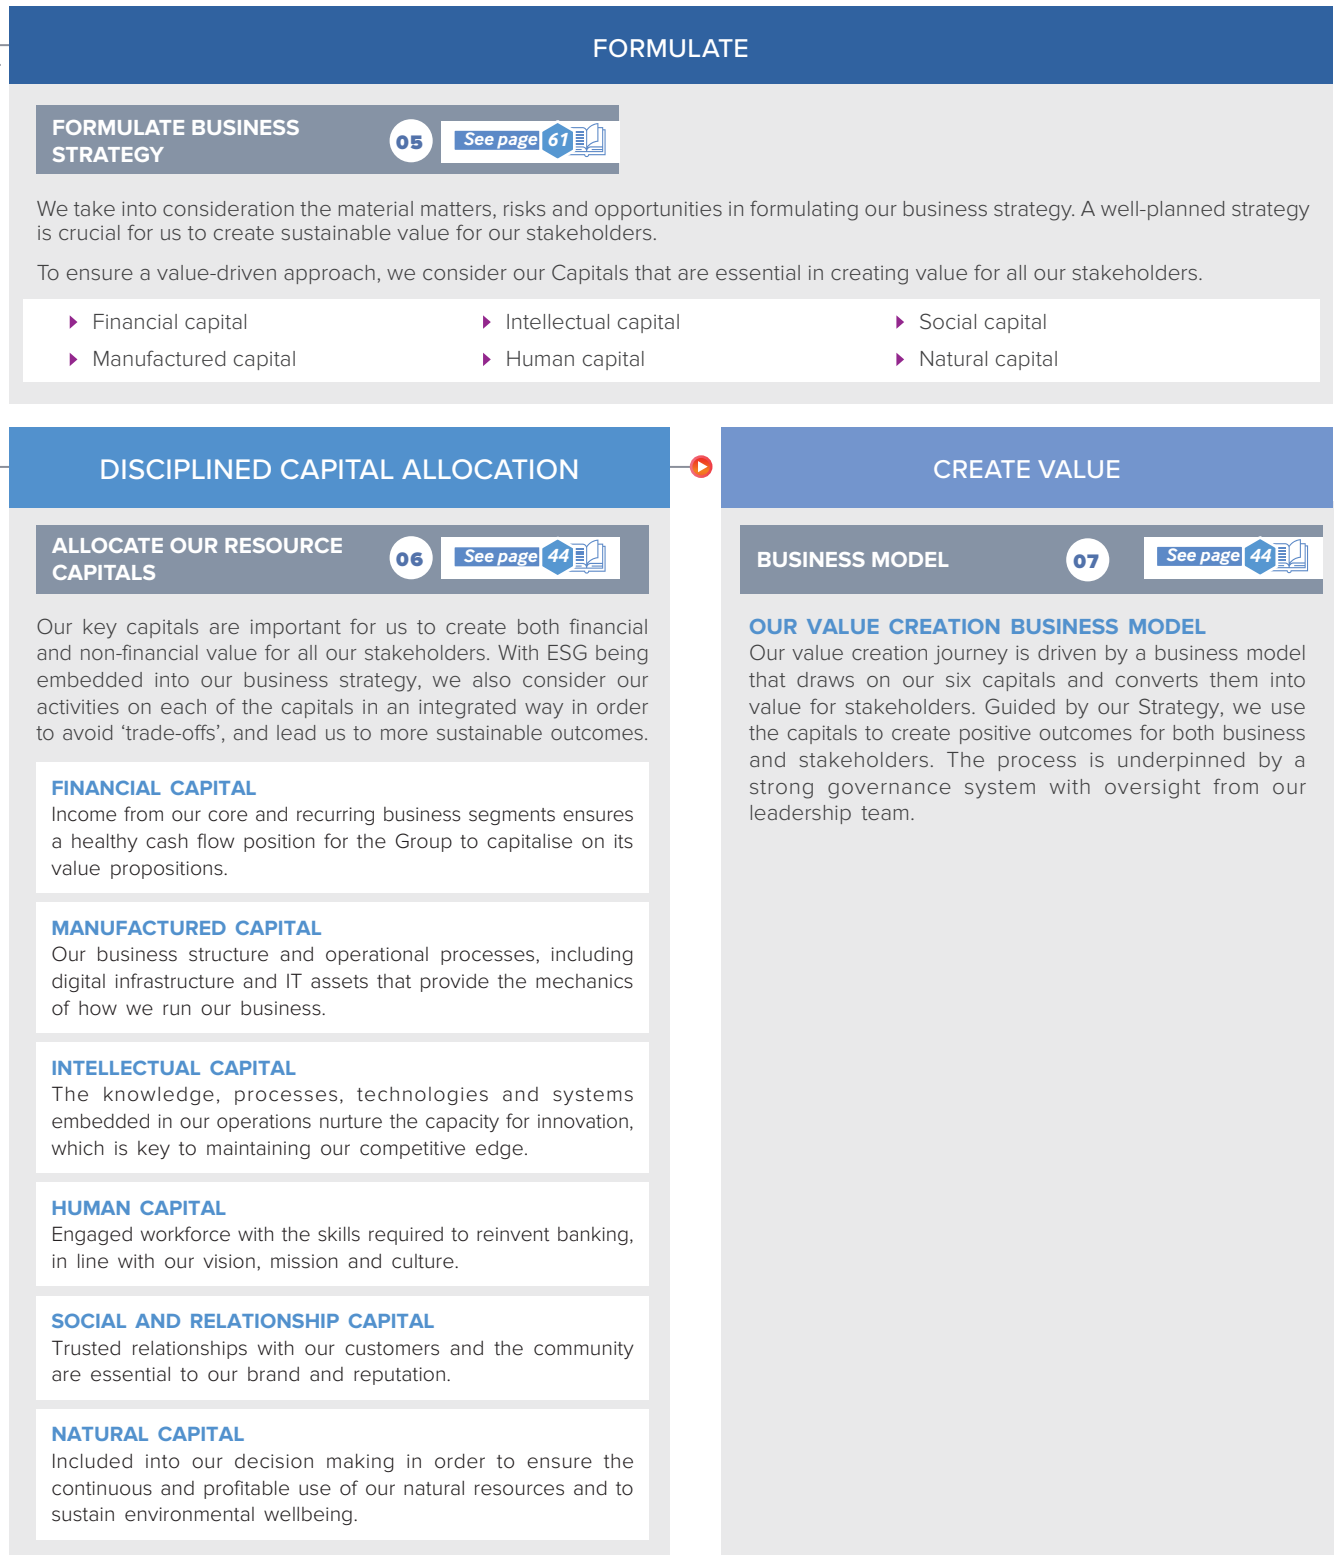 FORMULATE
FORMULATE BUSINESS
STRATEGY
05
See page 61
We take into consideration the material matters, risks and opportunities in formulating our business strategy. A well-planned strategy
is crucial for us to create sustainable value for our stakeholders.
To ensure a value-driven approach, we consider our Capitals that are essential in creating value for all our stakeholders.
Financial capital
Manufactured capital
Intellectual capital
Human capital
Social capital
Natural capital
DISCIPLINED CAPITAL ALLOCATION
ALLOCATE OUR RESOURCE
CAPITALS
06
See page 44
Our key capitals are important for us to create both financial
and non-financial value for all our stakeholders. With ESG being
embedded into our business strategy, we also consider our
activities on each of the capitals in an integrated way in order
to avoid ‘trade-offs’, and lead us to more sustainable outcomes.
FINANCIAL CAPITAL
Income from our core and recurring business segments ensures
a healthy cash flow position for the Group to capitalise on its
value propositions.
MANUFACTURED CAPITAL
Our business structure and operational processes, including
digital infrastructure and IT assets that provide the mechanics
of how we run our business.
INTELLECTUAL CAPITAL
The knowledge, processes, technologies and systems
embedded in our operations nurture the capacity for innovation,
which is key to maintaining our competitive edge.
HUMAN CAPITAL
Engaged workforce with the skills required to reinvent banking,
in line with our vision, mission and culture.
SOCIAL AND RELATIONSHIP CAPITAL
Trusted relationships with our customers and the community
are essential to our brand and reputation.
NATURAL CAPITAL
Included into our decision making in order to ensure the
continuous and profitable use of our natural resources and to
sustain environmental wellbeing.
CREATE VALUE
BUSINESS MODEL
07
See page 44
OUR VALUE CREATION BUSINESS MODEL
Our value creation journey is driven by a business model
that draws on our six capitals and converts them into
value for stakeholders. Guided by our Strategy, we use
the capitals to create positive outcomes for both business
and stakeholders. The process is underpinned by a
strong governance system with oversight from our
leadership team.